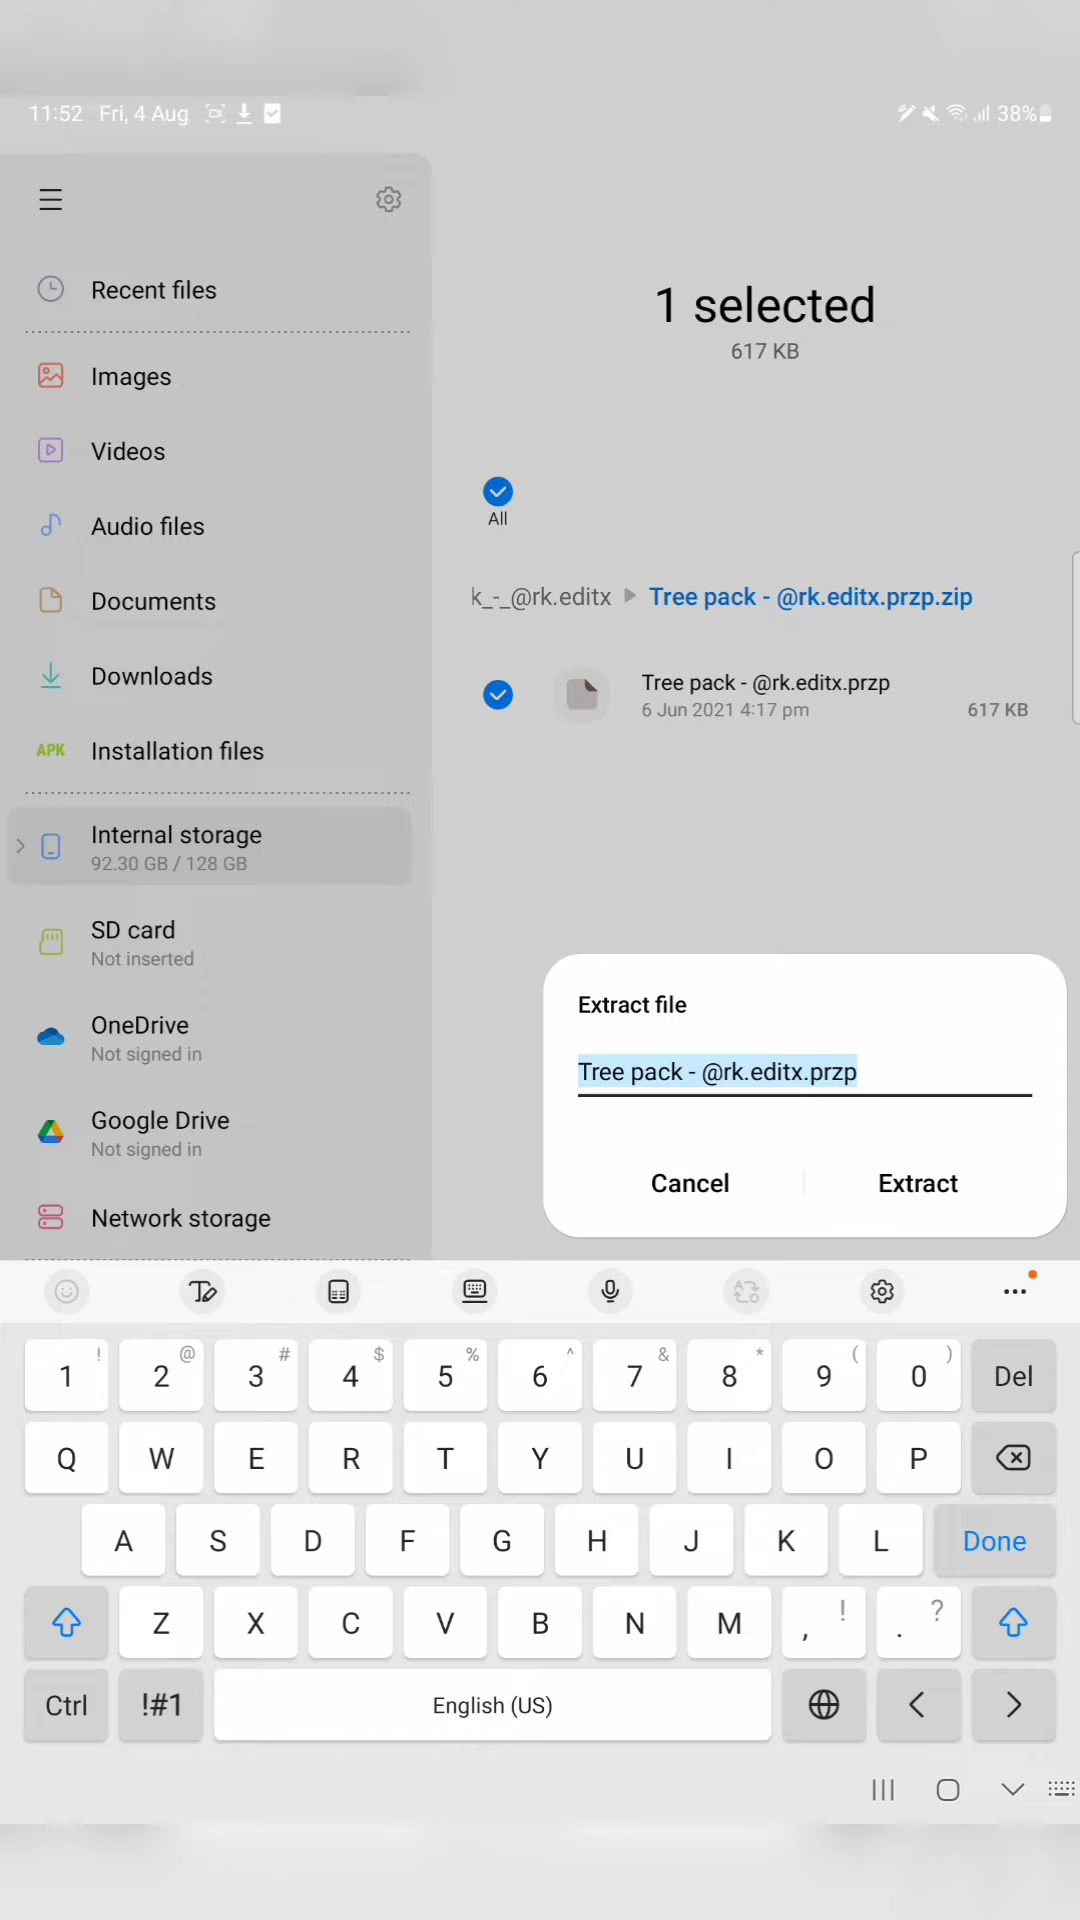 11:52 Fri, 4 Aug
38%
Recent files
Images
Videos
Audio files
Documents
Downloads
APK Installation files
Internal storage
92.30 GB / 128 GB
SD card
Not inserted
OneDrive
Not signed in
Google Drive
Not signed in
Network storage
1 selected
617 KB
All
k_-_@rk.editx ▶ Tree pack - @rk.editx.przp.zip
Tree pack - @rk.editx.przp
6 Jun 2021 4:17 pm 617 KB
Extract file
Tree pack - @rk.editx.przp
Cancel Extract
! @ # $ % ^ & * ( )
1 2 3 4 5 6 7 8 9 0 Del
Q W E R T Y U I O P
A S D F G H J K L Done
! ?
Z X C V B N M , .
Ctrl !#1 English (US) < >